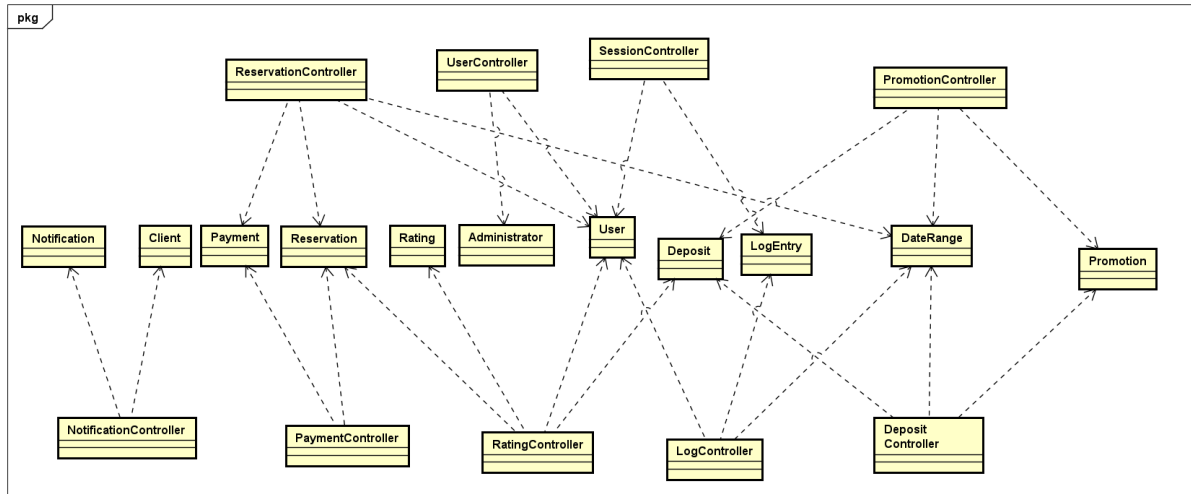 pkg
ReservationController
UserController
SessionController
PromotionController
Notification
Client
Payment
Reservation
Rating
Administrator
User
Deposit
LogEntry
DateRange
Promotion
NotificationController
PaymentController
RatingController
LogController
Deposit
Controller